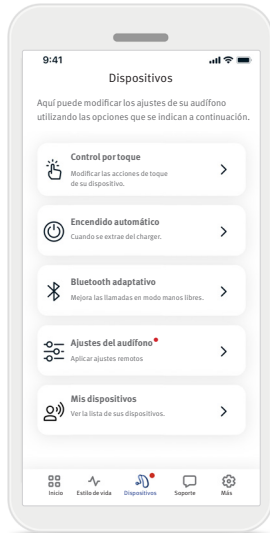 9:41
Dispositivos
Aquí puede modificar los ajustes de su audífono
utilizando las opciones que se indican a continuación.
Control por toque
Modificar las acciones de toque
de su dispositivo.
Encendido automático
Cuando se extrae del charger.
Bluetooth adaptativo
Mejora las llamadas en modo manos libres.
Ajustes del audífono
Aplicar ajustes remotos
Mis dispositivos
Ver la lista de sus dispositivos.
Inicio Estilo de vida Dispositivos Soporte Más